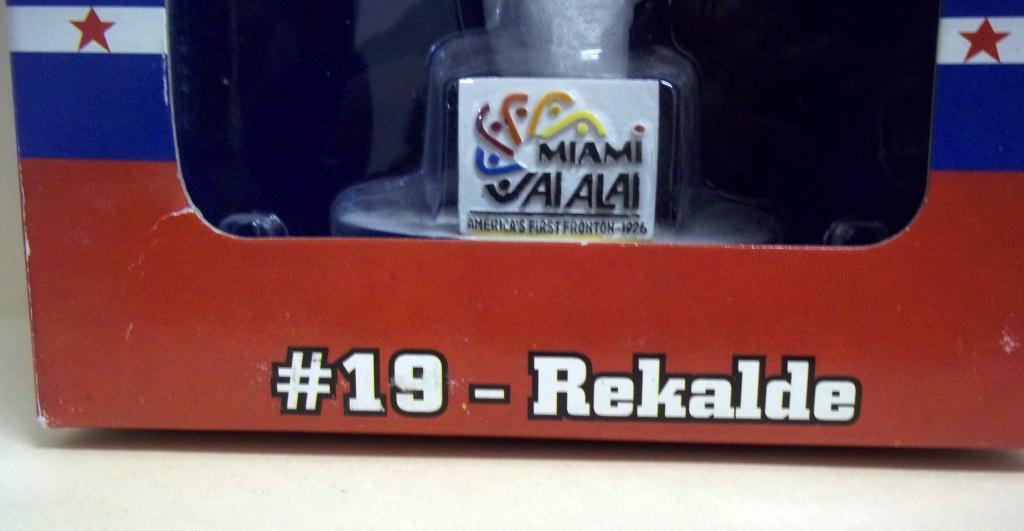 MIAMI
JAI ALAI
AMERICA'S FIRST FRONTON-1926
#19 - Rekalde